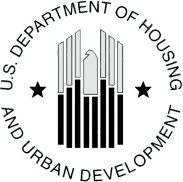 U.S. DEPARTMENT OF HOUSING
AND URBAN DEVELOPMENT